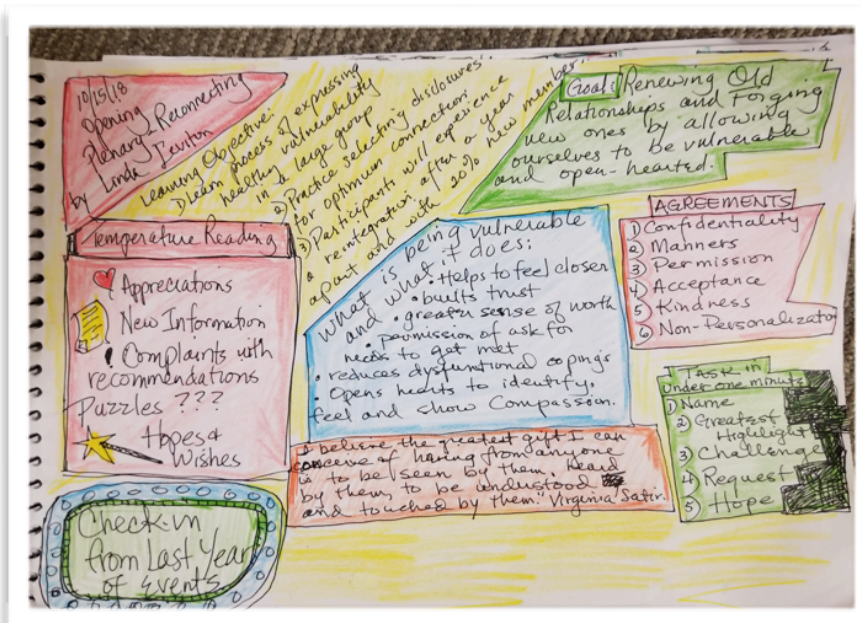 10/15/18
Opening
Plenary-Reconnecting
by Linda Leviton
Learning Objective:
1) Learn process of expressing
healthy vulnerability
in a large group
2) Practice selecting disclosures
for optimum connection.
3) Participants will experience
a reintegration after a year
apart and with 20% new member.
Goal: Renewing Old
Relationships and Forging
new ones by allowing
ourselves to be vulnerable
and open-hearted.
Temperature Reading
Appreciations
New Information
! Complaints with
recommendations
Puzzles ???
Hopes &
Wishes
What is being vulnerable
and what it does:
• Helps to feel closer
• builts trust
• greater sense of worth
• permission of ask for
needs to get met
• reduces dysfunctional copings
• Opens hearts to identify,
feel and show Compassion.
AGREEMENTS
1) Confidentiality
2) Manners
3) Permission
4) Acceptance
5) Kindness
6) Non-Personalizator
TASK in
under one minute
1) Name
2) Greatest
Highlight
3) Challenge
4) Request
5) Hope
I believe the greatest gift I can
conceive of having from anyone
is to be seen by them, heard
by them, to be understood
and touched by them." Virginia Satir.
Check-in
from Last Year
of Events